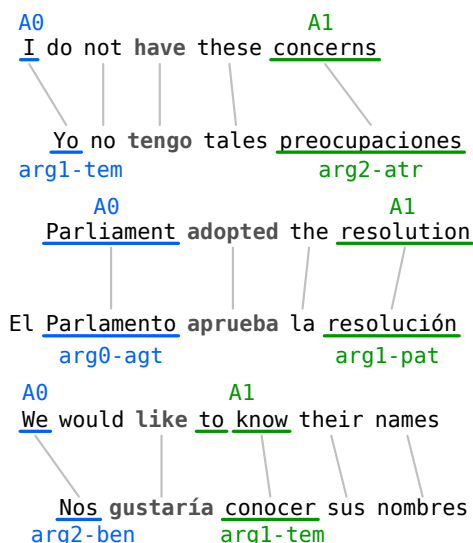 A0 A1
I do not have these concerns
Yo no tengo tales preocupaciones
arg1-tem arg2-atr
A0 A1
Parliament adopted the resolution
El Parlamento aprueba la resolución
arg0-agt arg1-pat
A0 A1
We would like to know their names
Nos gustaría conocer sus nombres
arg2-ben arg1-tem